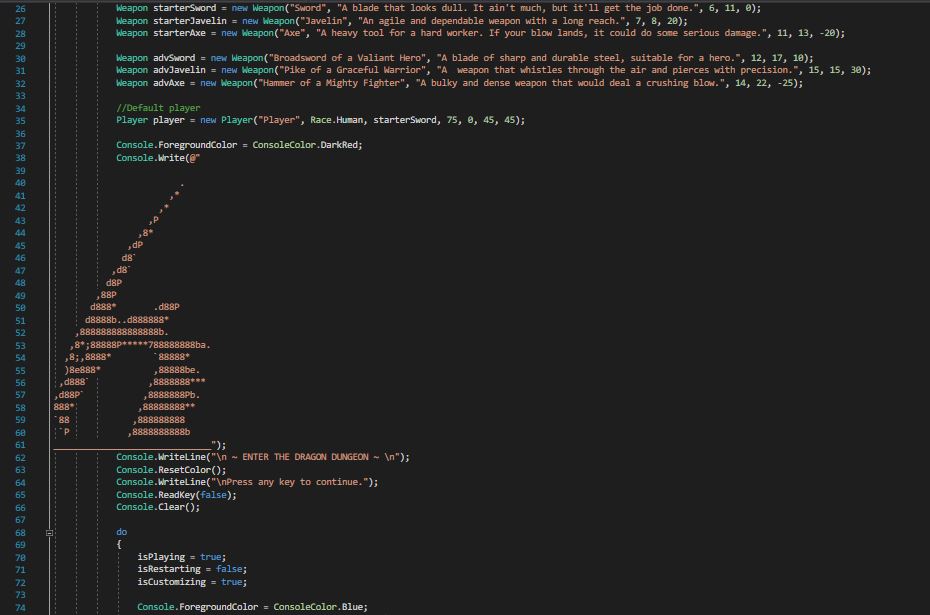 26 Weapon starterSword = new Weapon("Sword", "A blade that looks dull. It ain't much, but it'll get the job done.", 6, 11, 0);
27 Weapon starterJavelin = new Weapon("Javelin", "An agile and dependable weapon with a long reach.", 7, 8, 20);
28 Weapon starterAxe = new Weapon("Axe", "A heavy tool for a hard worker. If your blow lands, it could do some serious damage.", 11, 13, -20);
29
30 Weapon advSword = new Weapon("Broadsword of a Valiant Hero", "A blade of sharp and durable steel, suitable for a hero.", 12, 17, 10);
31 Weapon advJavelin = new Weapon("Pike of a Graceful Warrior", "A  weapon that whistles through the air and pierces with precision.", 15, 15, 30);
32 Weapon advAxe = new Weapon("Hammer of a Mighty Fighter", "A bulky and dense weapon that would deal a crushing blow.", 14, 22, -25);
33
34 //Default player
35 Player player = new Player("Player", Race.Human, starterSword, 75, 0, 45, 45);
36
37 Console.ForegroundColor = ConsoleColor.DarkRed;
38 Console.Write(@"
39
40                         .
41                       ,*
42                     ,*
43                   ,P
44                 ,8*
45               ,dP
46              d8`
47            ,d8`
48           d8P
49         ,88P
50        d888*       .d88P
51       d8888b..d888888*
52     ,888888888888888b.
53    ,8*;88888P*****788888888ba.
54   ,8;,8888*        `88888*
55   )8e888*          ,88888be.
56  ,d888`           ,8888888***
57 ,d88P`           ,8888888Pb.
58 888*            ,88888888**
59 `88            ,888888888
60  `P           ,8888888888b
61 ______________________________");
62 Console.WriteLine("\n ~ ENTER THE DRAGON DUNGEON ~ \n");
63 Console.ResetColor();
64 Console.WriteLine("\nPress any key to continue.");
65 Console.ReadKey(false);
66 Console.Clear();
67
68 do
69 {
70 isPlaying = true;
71 isRestarting = false;
72 isCustomizing = true;
73
74 Console.ForegroundColor = ConsoleColor.Blue;